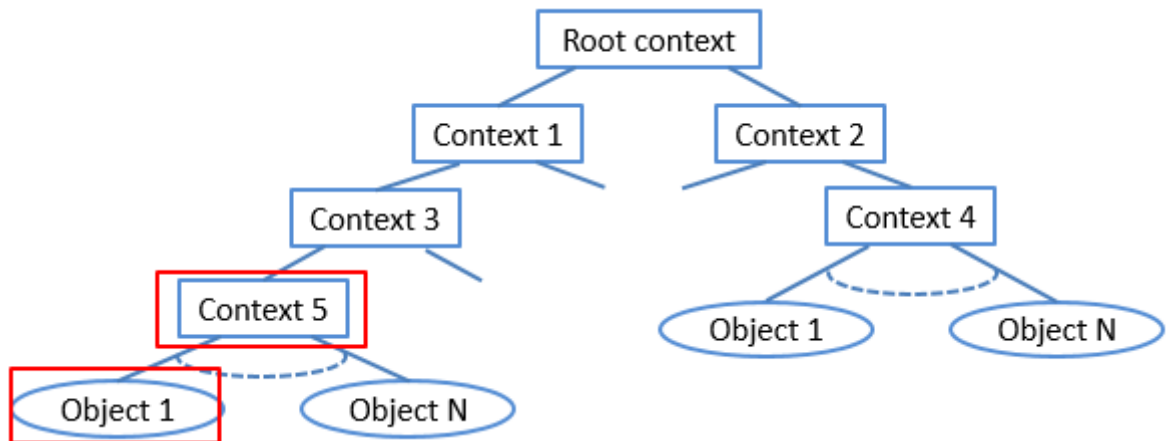 Root context
Context 1
Context 2
Context 3
Context 4
Context 5
Object 1
Object N
Object 1
Object N